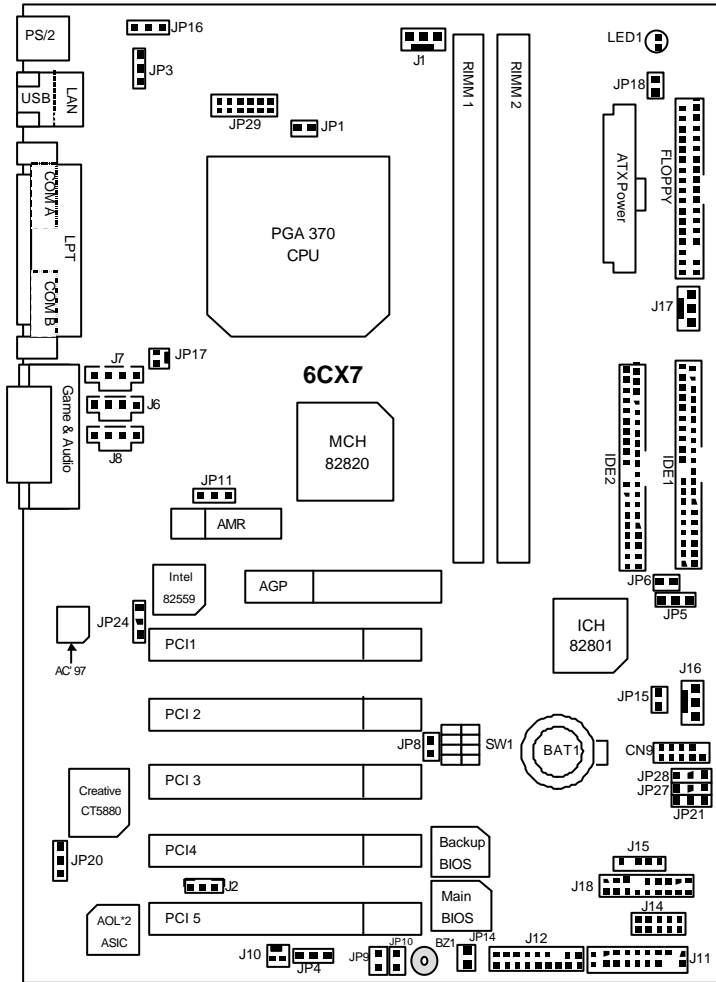 PS/2
JP16
JP3
J1
LED1
USB
LAN
JP29
JP1
RIMM 1
RIMM 2
JP18
ATX Power
FLOPPY
COM A
LPT
COM B
PGA 370
CPU
J17
J7
JP17
J6
J8
Game & Audio
6CX7
MCH
82820
IDE2
IDE1
JP11
AMR
Intel
82559
AGP
JP6
JP5
JP24
AC' 97
PCI1
ICH
82801
JP15
J16
PCI 2
JP8
SW1
BAT1
CN9
JP28
JP27
JP21
PCI 3
Creative
CT5880
JP20
PCI4
Backup
BIOS
J15
J18
J2
Main
BIOS
J14
AOL*2
ASIC
PCI 5
J10
JP4
JP9
JP10
BZ1
JP14
J12
J11